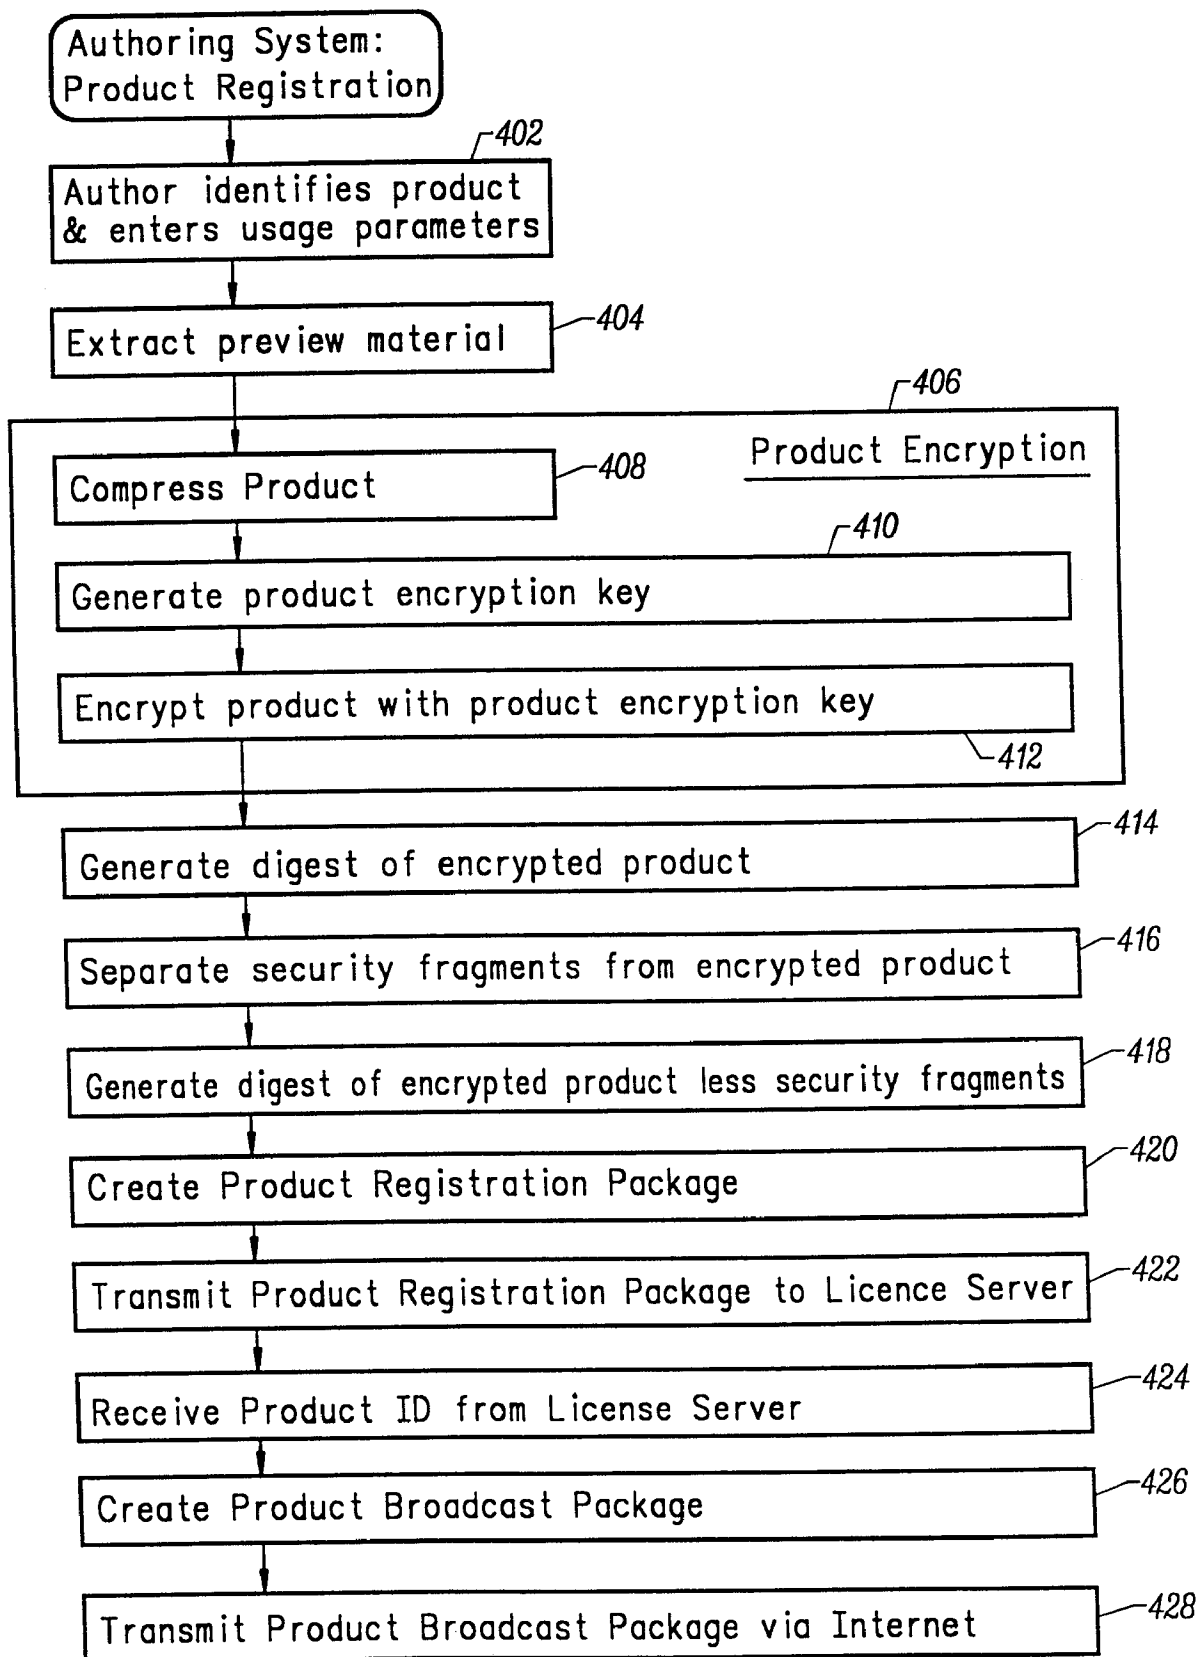 Authoring System:
Product Registration
402
Author identifies product
& enters usage parameters
404
Extract preview material
406
Product Encryption
408
Compress Product
410
Generate product encryption key
Encrypt product with product encryption key
412
414
Generate digest of encrypted product
416
Separate security fragments from encrypted product
418
Generate digest of encrypted product less security fragments
420
Create Product Registration Package
422
Transmit Product Registration Package to Licence Server
424
Receive Product ID from License Server
426
Create Product Broadcast Package
428
Transmit Product Broadcast Package via Internet